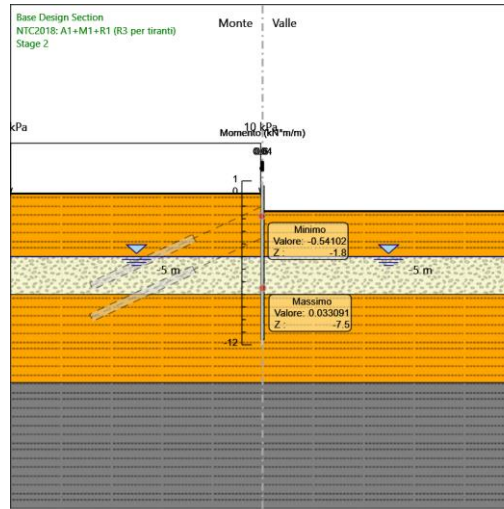 Base Design Section
NTC2018: A1+M1+R1 (R3 per tiranti)
Stage 2
Monte
Valle
kPa
10 kPa
Momento (kN*m/m)
1
0
Minimo
Valore: -0.54102
Z : -1.8
-5 m
-5 m
Massimo
Valore: 0.033091
Z : -7.5
-12